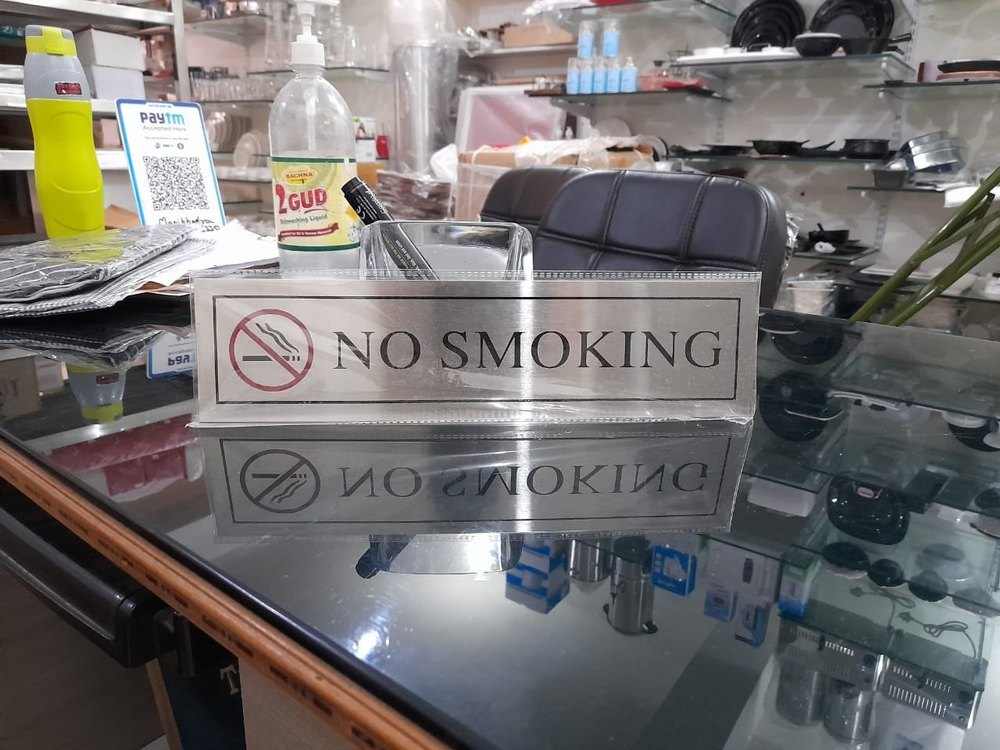 paytm
Accepted Here
RACHNA
2GUD
Dishwashing Liquid
NO SMOKING